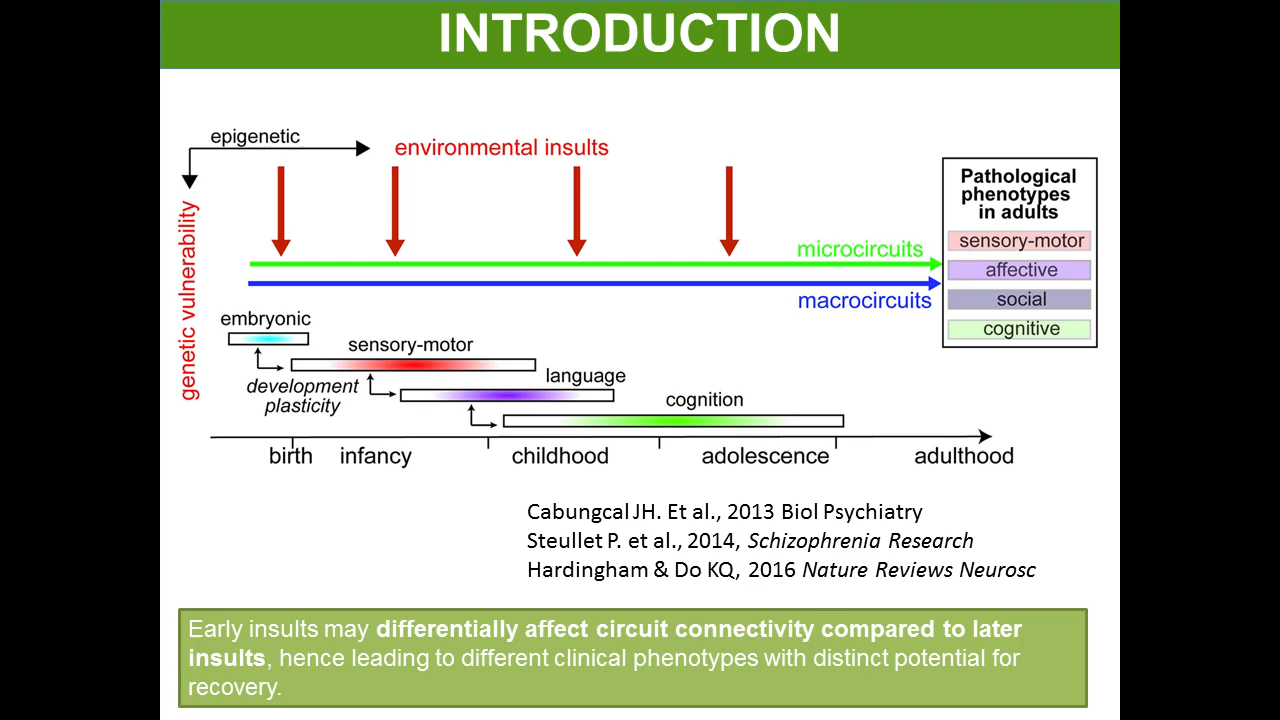 INTRODUCTION
epigenetic
environmental insults
genetic vulnerability
microcircuits
macrocircuits
Pathological
phenotypes
in adults
sensory-motor
affective
social
cognitive
embryonic
sensory-motor
development
plasticity
language
cognition
birth
infancy
childhood
adolescence
adulthood
Cabungcal JH. Et al., 2013 Biol Psychiatry
Steullet P. et al., 2014, Schizophrenia Research
Hardingham & Do KQ, 2016 Nature Reviews Neurosc
Early insults may differentially affect circuit connectivity compared to later
insults, hence leading to different clinical phenotypes with distinct potential for
recovery.